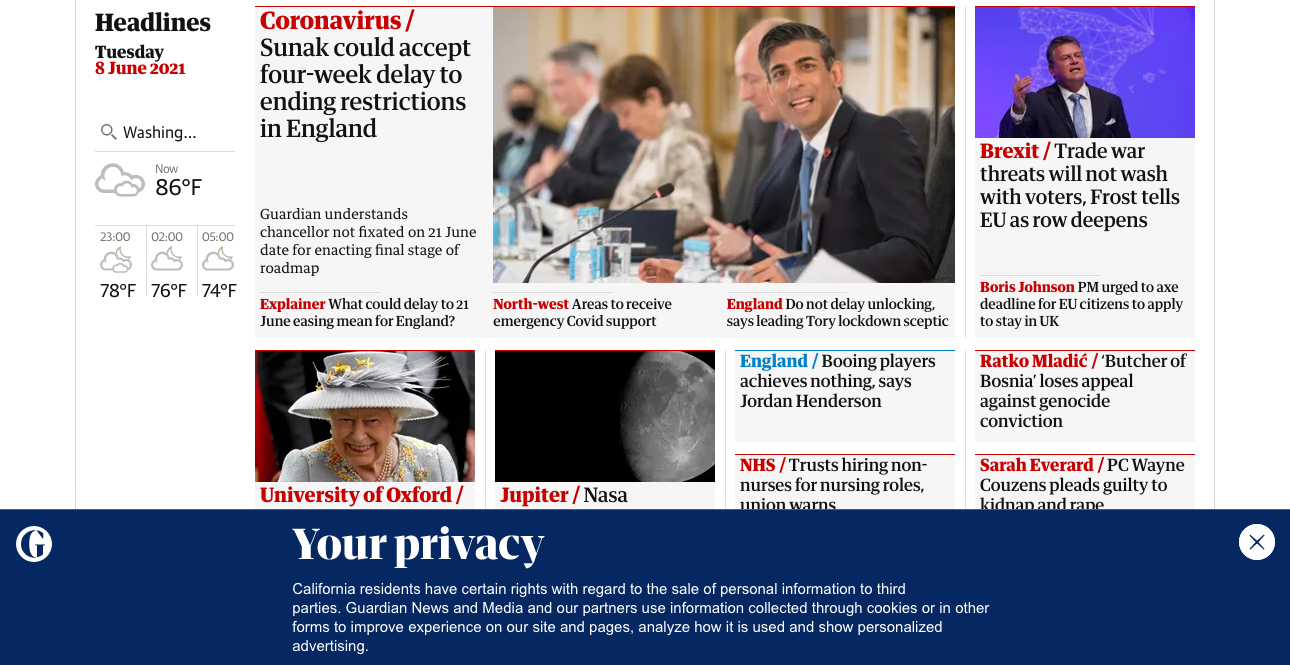 Headlines
Tuesday
8 June 2021
Washing...
Now
86°F
23:00
02:00
05:00
78°F
76°F
74°F
Coronavirus /
Sunak could accept
four-week delay to
ending restrictions
in England
Guardian understands
chancellor not fixated on 21 June
date for enacting final stage of
roadmap
Explainer What could delay to 21
June easing mean for England?
North-west Areas to receive
emergency Covid support
England Do not delay unlocking,
says leading Tory lockdown sceptic
Brexit / Trade war
threats will not wash
with voters, Frost tells
EU as row deepens
Boris Johnson PM urged to axe
deadline for EU citizens to apply
to stay in UK
University of Oxford /
Jupiter / Nasa
England / Booing players
achieves nothing, says
Jordan Henderson
NHS / Trusts hiring non-
nurses for nursing roles,
union warns
Ratko Mladić / ‘Butcher of
Bosnia’ loses appeal
against genocide
conviction
Sarah Everard / PC Wayne
Couzens pleads guilty to
kidnap and rape
G
Your privacy
California residents have certain rights with regard to the sale of personal information to third
parties. Guardian News and Media and our partners use information collected through cookies or in other
forms to improve experience on our site and pages, analyze how it is used and show personalized
advertising.